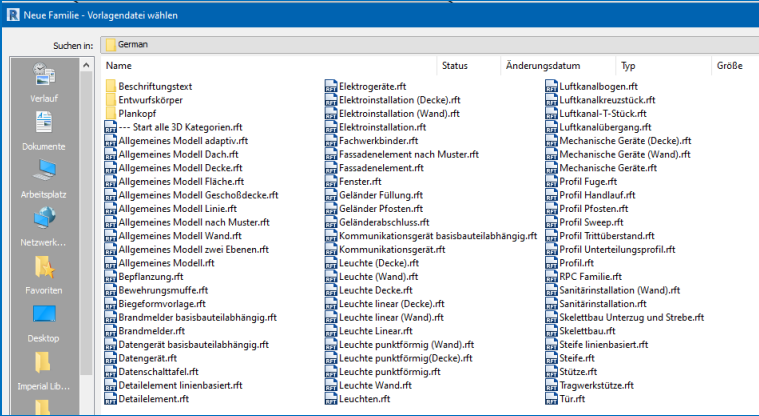 R Neue Familie - Vorlagendatei wählen
Suchen in: German
Name Status Änderungsdatum Typ Größe
Verlauf
Dokumente
Arbeitsplatz
Netzwerk...
Favoriten
Desktop
Imperial Lib...
Beschriftungstext
Entwurfskörper
Plankopf
--- Start alle 3D Kategorien.rft
Allgemeines Modell adaptiv.rft
Allgemeines Modell Dach.rft
Allgemeines Modell Decke.rft
Allgemeines Modell Fläche.rft
Allgemeines Modell Geschoßdecke.rft
Allgemeines Modell Linie.rft
Allgemeines Modell nach Muster.rft
Allgemeines Modell Wand.rft
Allgemeines Modell zwei Ebenen.rft
Allgemeines Modell.rft
Bepflanzung.rft
Bewehrungsmuffe.rft
Biegeformvorlage.rft
Brandmelder basisbauteilabhängig.rft
Brandmelder.rft
Datengerät basisbauteilabhängig.rft
Datengerät.rft
Datenschalttafel.rft
Detailelement linienbasiert.rft
Detailelement.rft
Elektrogeräte.rft
Elektroinstallation (Decke).rft
Elektroinstallation (Wand).rft
Elektroinstallation.rft
Fachwerkbinder.rft
Fassadenelement nach Muster.rft
Fassadenelement.rft
Fenster.rft
Geländer Füllung.rft
Geländer Pfosten.rft
Geländerabschluss.rft
Kommunikationsgerät basisbauteilabhängig.rft
Kommunikationsgerät.rft
Leuchte (Decke).rft
Leuchte (Wand).rft
Leuchte Decke.rft
Leuchte linear (Decke).rft
Leuchte linear (Wand).rft
Leuchte Linear.rft
Leuchte punktförmig (Wand).rft
Leuchte punktförmig(Decke).rft
Leuchte punktförmig.rft
Leuchte Wand.rft
Leuchten.rft
Luftkanalbogen.rft
Luftkanalkreuzstück.rft
Luftkanal-T-Stück.rft
Luftkanalübergang.rft
Mechanische Geräte (Decke).rft
Mechanische Geräte (Wand).rft
Mechanische Geräte.rft
Profil Fuge.rft
Profil Handlauf.rft
Profil Pfosten.rft
Profil Sweep.rft
Profil Trittüberstand.rft
Profil Unterteilungsprofil.rft
Profil.rft
RPC Familie.rft
Sanitärinstallation (Wand).rft
Sanitärinstallation.rft
Skelettbau Unterzug und Strebe.rft
Skelettbau.rft
Steife linienbasiert.rft
Steife.rft
Stütze.rft
Tragwerkstütze.rft
Tür.rft